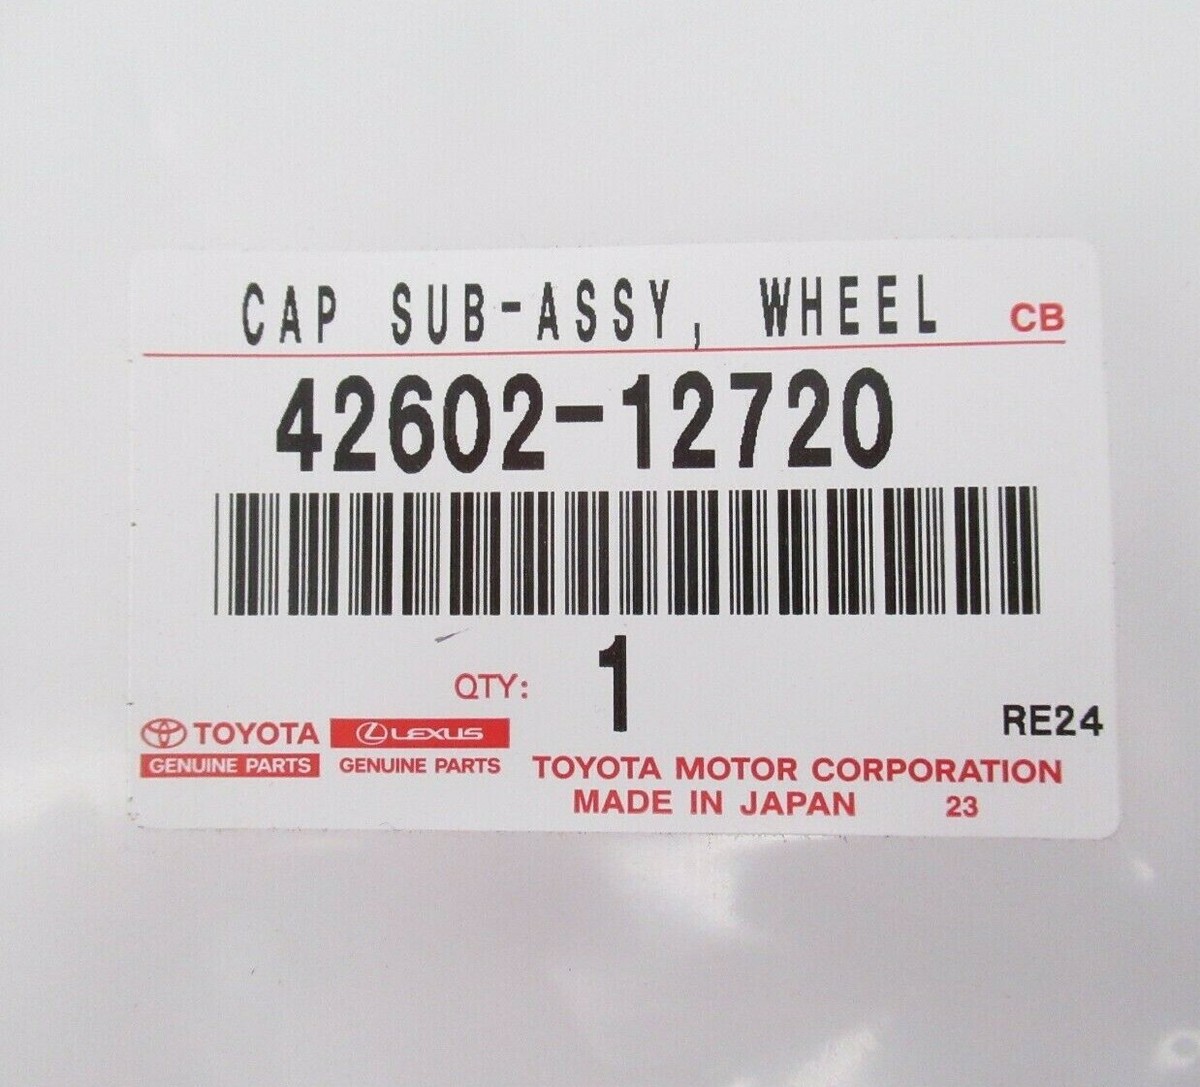 CAP SUB-ASSY, WHEEL CB
42602-12720
QTY: 1
RE24
TOYOTA LEXUS
GENUINE PARTS GENUINE PARTS
TOYOTA MOTOR CORPORATION
MADE IN JAPAN 23